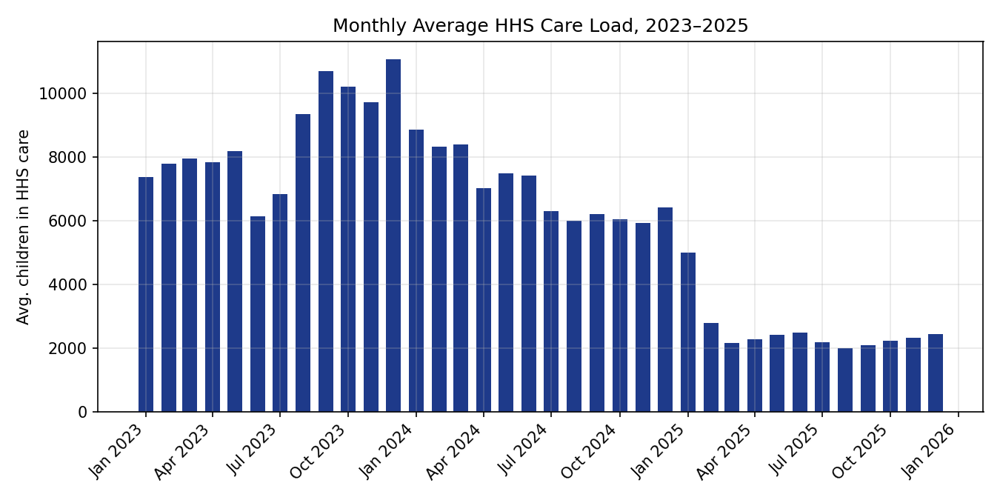 Monthly Average HHS Care Load, 2023–2025
Avg. children in HHS care
10000
8000
6000
4000
2000
0
Jan 2023
Apr 2023
Jul 2023
Oct 2023
Jan 2024
Apr 2024
Jul 2024
Oct 2024
Jan 2025
Apr 2025
Jul 2025
Oct 2025
Jan 2026